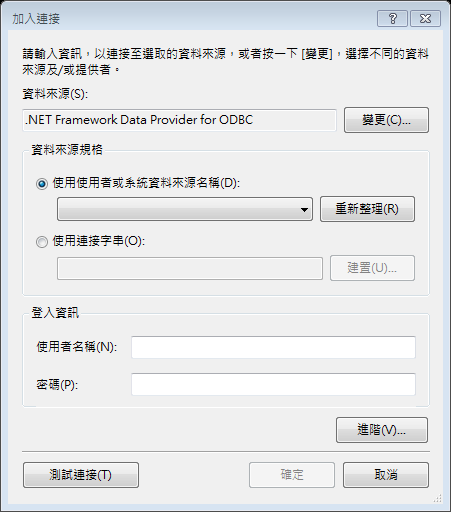 加入連接
請輸入資訊，以連接至選取的資料來源，或者按一下 [變更]，選擇不同的資料
來源及/或提供者。
資料來源(S):
.NET Framework Data Provider for ODBC
變更(C)...
資料來源規格
使用使用者或系統資料來源名稱(D):
重新整理(R)
使用連接字串(O):
建置(U)...
登入資訊
使用者名稱(N):
密碼(P):
進階(V)...
測試連接(T)
確定
取消